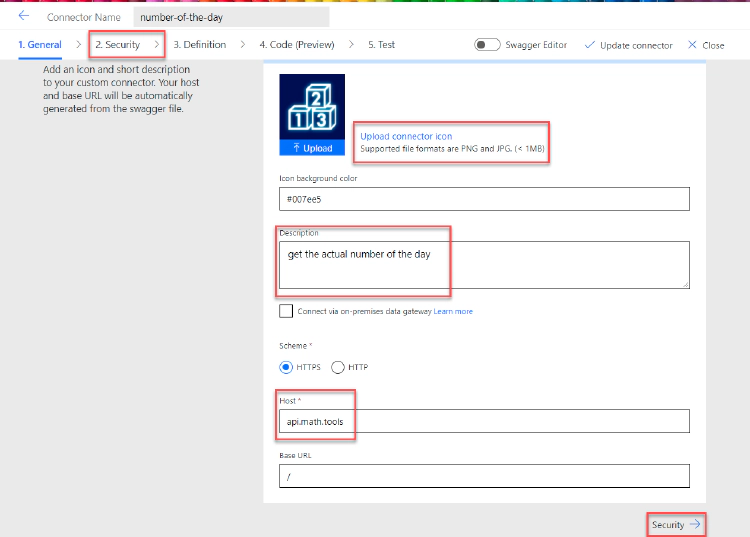 Connector Name number-of-the-day
1. General 2. Security 3. Definition 4. Code (Preview) 5. Test Swagger Editor Update connector Close
Add an icon and short description
to your custom connector. Your host
and base URL will be automatically
generated from the swagger file.
2
1 3
Upload
Upload connector icon
Supported file formats are PNG and JPG. (< 1MB)
Icon background color
#007ee5
Description
get the actual number of the day
Connect via on-premises data gateway Learn more
Scheme *
HTTPS HTTP
Host *
api.math.tools
Base URL
/
Security